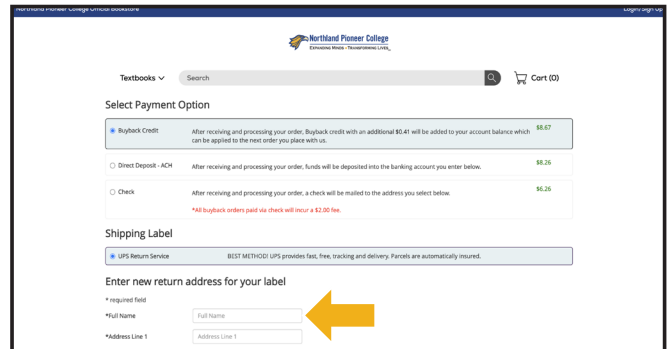 Northland Pioneer College Official Bookstore
Login/Sign Up
Northland Pioneer College
Expanding Minds • Transforming Lives
Textbooks
Search
Cart (0)
Select Payment Option
Buyback Credit
After receiving and processing your order, Buyback credit with an additional $0.41 will be added to your account balance which
can be applied to the next order you place with us.
$8.67
Direct Deposit - ACH
After receiving and processing your order, funds will be deposited into the banking account you enter below.
$8.26
Check
After receiving and processing your order, a check will be mailed to the address you select below.
$6.26
*All buyback orders paid via check will incur a $2.00 fee.
Shipping Label
UPS Return Service
BEST METHOD! UPS provides fast, free, tracking and delivery. Parcels are automatically insured.
Enter new return address for your label
* required field
*Full Name
Full Name
*Address Line 1
Address Line 1